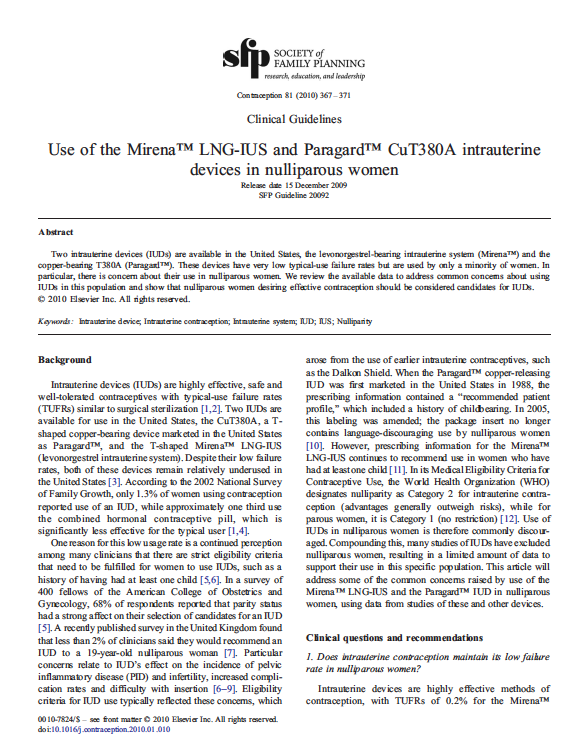 sfp SOCIETY of
FAMILY PLANNING
research, education, and leadership
Contraception 81 (2010) 367–371
Clinical Guidelines
Use of the Mirena™ LNG-IUS and Paragard™ CuT380A intrauterine
devices in nulliparous women
Release date 15 December 2009
SFP Guideline 20092
Abstract
Two intrauterine devices (IUDs) are available in the United States, the levonorgestrel-bearing intrauterine system (Mirena™) and the
copper-bearing T380A (Paragard™). These devices have very low typical-use failure rates but are used by only a minority of women. In
particular, there is concern about their use in nulliparous women. We review the available data to address common concerns about using
IUDs in this population and show that nulliparous women desiring effective contraception should be considered candidates for IUDs.
© 2010 Elsevier Inc. All rights reserved.
Keywords: Intrauterine device; Intrauterine contraception; Intrauterine system; IUD; IUS; Nulliparity
Background
Intrauterine devices (IUDs) are highly effective, safe and
well-tolerated contraceptives with typical-use failure rates
(TUFRs) similar to surgical sterilization [1,2]. Two IUDs are
available for use in the United States, the CuT380A, a T-
shaped copper-bearing device marketed in the United States
as Paragard™, and the T-shaped Mirena™ LNG-IUS
(levonorgestrel intrauterine system). Despite their low failure
rates, both of these devices remain relatively underused in
the United States [3]. According to the 2002 National Survey
of Family Growth, only 1.3% of women using contraception
reported use of an IUD, while approximately one third use
the combined hormonal contraceptive pill, which is
significantly less effective for the typical user [1,4].
One reason for this low usage rate is a continued perception
among many clinicians that there are strict eligibility criteria
that need to be fulfilled for women to use IUDs, such as a
history of having had at least one child [5,6]. In a survey of
400 fellows of the American College of Obstetrics and
Gynecology, 68% of respondents reported that parity status
had a strong affect on their selection of candidates for an IUD
[5]. A recently published survey in the United Kingdom found
that less than 2% of clinicians said they would recommend an
IUD to a 19-year-old nulliparous woman [7]. Particular
concerns relate to IUD's effect on the incidence of pelvic
inflammatory disease (PID) and infertility, increased compli-
cation rates and difficulty with insertion [6–9]. Eligibility
criteria for IUD use typically reflected these concerns, which
arose from the use of earlier intrauterine contraceptives, such
as the Dalkon Shield. When the Paragard™ copper-releasing
IUD was first marketed in the United States in 1988, the
prescribing information contained a “recommended patient
profile,” which included a history of childbearing. In 2005,
this labeling was amended; the package insert no longer
contains language-discouraging use by nulliparous women
[10]. However, prescribing information for the Mirena™
LNG-IUS continues to recommend use in women who have
had at least one child [11]. In its Medical Eligibility Criteria for
Contraceptive Use, the World Health Organization (WHO)
designates nulliparity as Category 2 for intrauterine contra-
ception (advantages generally outweigh risks), while for
parous women, it is Category 1 (no restriction) [12]. Use of
IUDs in nulliparous women is therefore commonly discour-
aged. Compounding this, many studies of IUDs have excluded
nulliparous women, resulting in a limited amount of data to
support their use in this specific population. This article will
address some of the common concerns raised by use of the
Mirena™ LNG-IUS and the Paragard™ IUD in nulliparous
women, using data from studies of these and other devices.
Clinical questions and recommendations
1. Does intrauterine contraception maintain its low failure
rate in nulliparous women?
Intrauterine devices are highly effective methods of
contraception, with TUFRs of 0.2% for the Mirena™
0010-7824/$ – see front matter © 2010 Elsevier Inc. All rights reserved.
doi:10.1016/j.contraception.2010.01.010